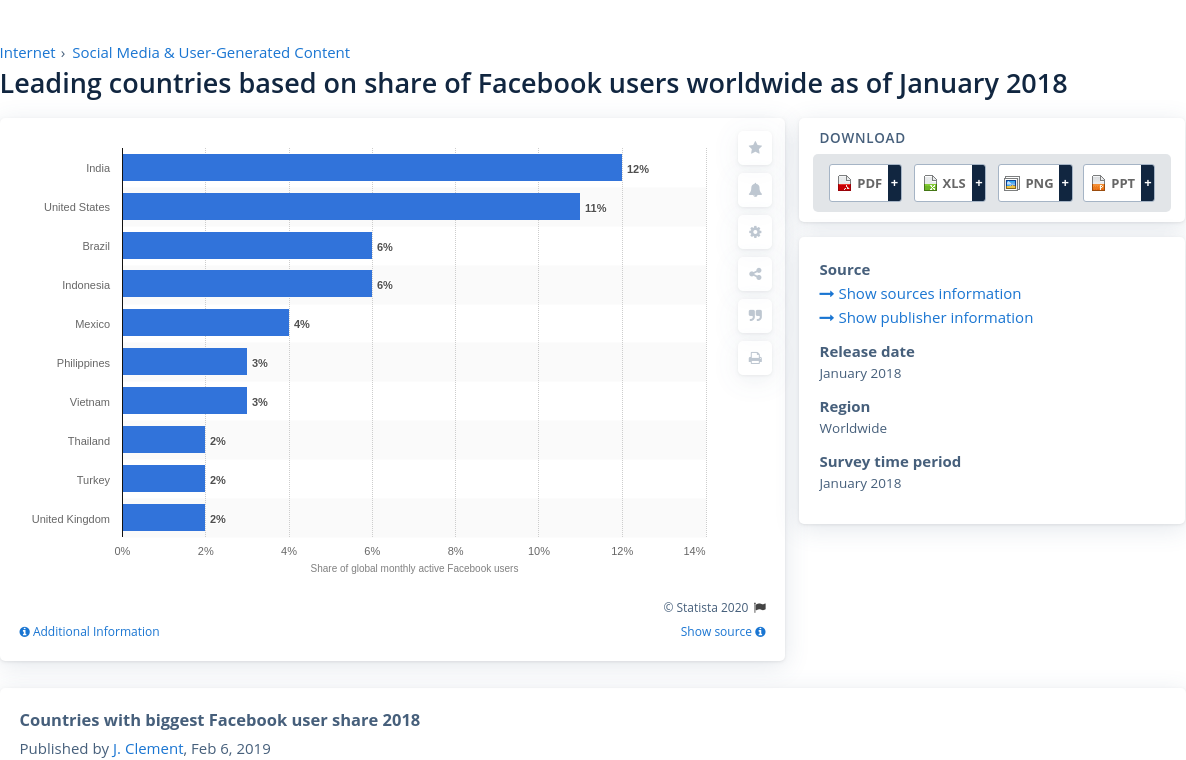 Internet › Social Media & User-Generated Content
Leading countries based on share of Facebook users worldwide as of January 2018
India 12%
United States 11%
Brazil 6%
Indonesia 6%
Mexico 4%
Philippines 3%
Vietnam 3%
Thailand 2%
Turkey 2%
United Kingdom 2%
0% 2% 4% 6% 8% 10% 12% 14%
Share of global monthly active Facebook users
© Statista 2020
Additional Information Show source
DOWNLOAD
PDF + XLS + PNG + PPT +
Source
Show sources information
Show publisher information
Release date
January 2018
Region
Worldwide
Survey time period
January 2018
Countries with biggest Facebook user share 2018
Published by J. Clement, Feb 6, 2019